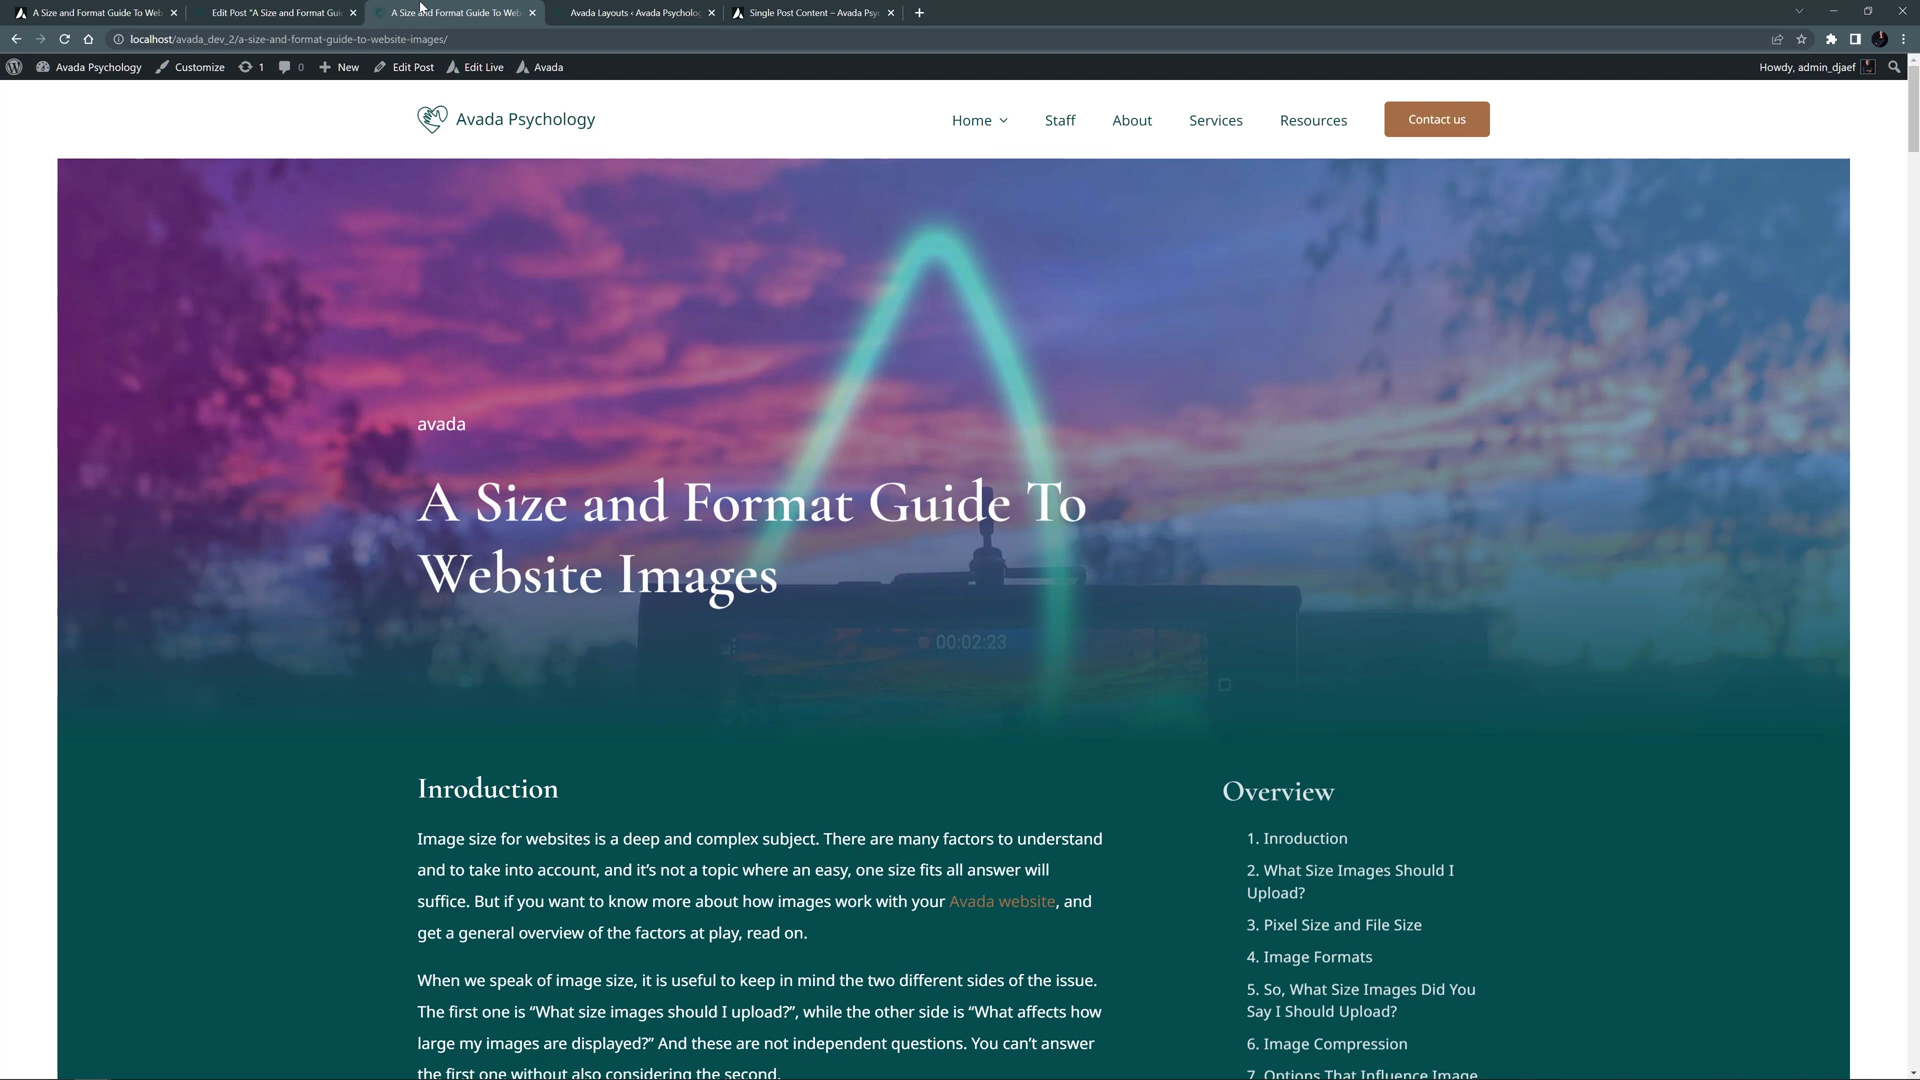 A Size and Format Guide To Web
Edit Post "A Size and Format Gui
A Size and Format Guide To Web
Avada Layouts ‹ Avada Psycholog
Single Post Content – Avada Psy
localhost/avada_dev_2/a-size-and-format-guide-to-website-images/
Avada Psychology
Customize
1
0
New
Edit Post
Edit Live
Avada
Howdy, admin_djaef
Avada Psychology
Home
Staff
About
Services
Resources
Contact us
avada
A Size and Format Guide To
Website Images
00:02:23
Inroduction
Image size for websites is a deep and complex subject. There are many factors to understand
and to take into account, and it's not a topic where an easy, one size fits all answer will
suffice. But if you want to know more about how images work with your Avada website, and
get a general overview of the factors at play, read on.
When we speak of image size, it is useful to keep in mind the two different sides of the issue.
The first one is “What size images should I upload?”, while the other side is “What affects how
large my images are displayed?” And these are not independent questions. You can't answer
the first one without also considering the second.
Overview
1. Inroduction
2. What Size Images Should I
Upload?
3. Pixel Size and File Size
4. Image Formats
5. So, What Size Images Did You
Say I Should Upload?
6. Image Compression
7. Options That Influence Image